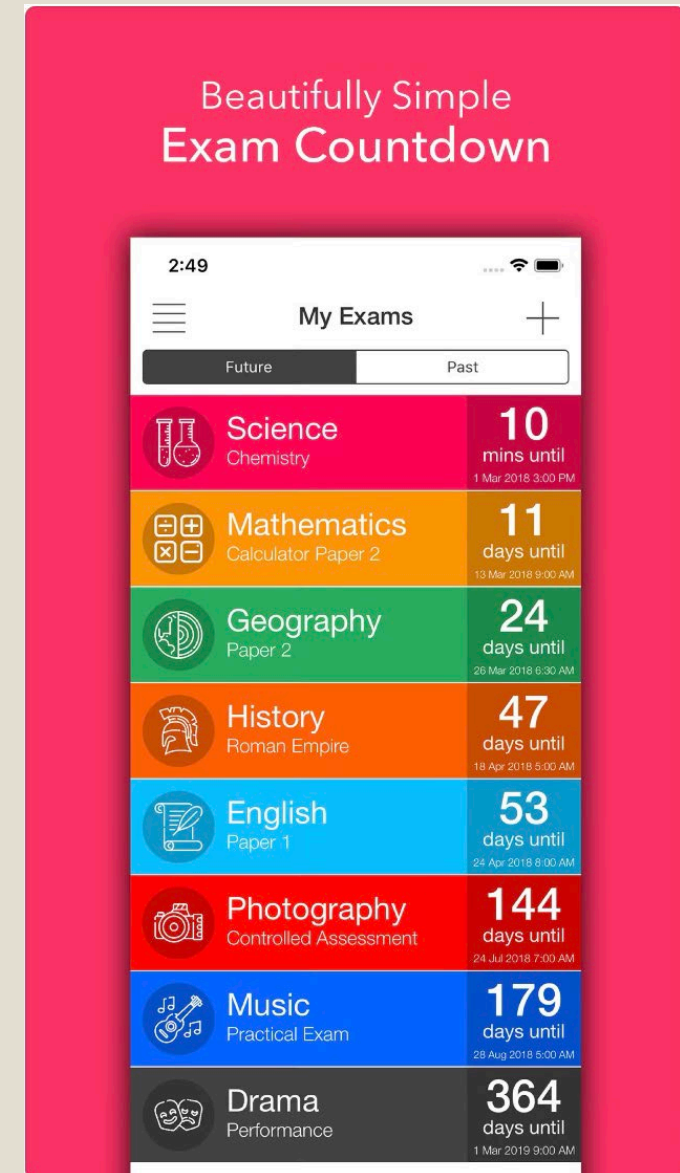 Beautifully Simple
Exam Countdown
2:49
My Exams
Future
Past
Science
Chemistry
10
mins until
1 Mar 2018 3:00 PM
Mathematics
Calculator Paper 2
11
days until
13 Mar 2018 9:00 AM
Geography
Paper 2
24
days until
26 Mar 2018 6:30 AM
History
Roman Empire
47
days until
18 Apr 2018 5:00 AM
English
Paper 1
53
days until
24 Apr 2018 8:00 AM
Photography
Controlled Assessment
144
days until
24 Jul 2018 7:00 AM
Music
Practical Exam
179
days until
28 Aug 2018 5:00 AM
Drama
Performance
364
days until
1 Mar 2019 9:00 AM